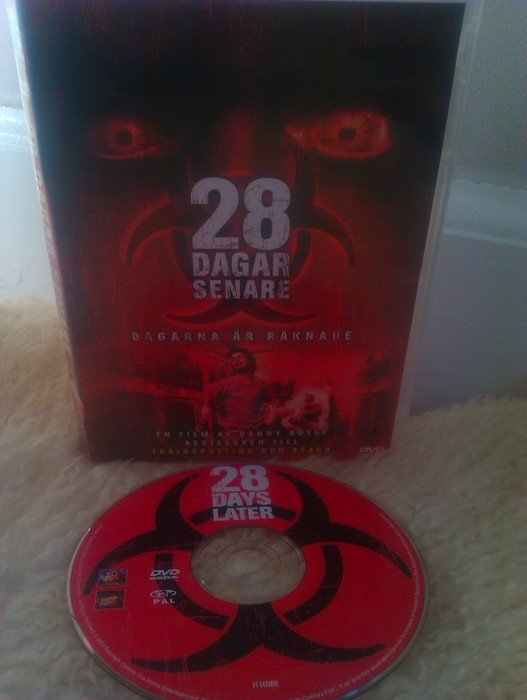 28
DAGAR
SENARE
DAGARNA ÄR RÄKNADE
EN FILM AV DANNY BOYLE
REGISSÖREN TILL
TRAINSPOTTING OCH BEACH
DVD
28
DAYS
LATER
DVD
PAL